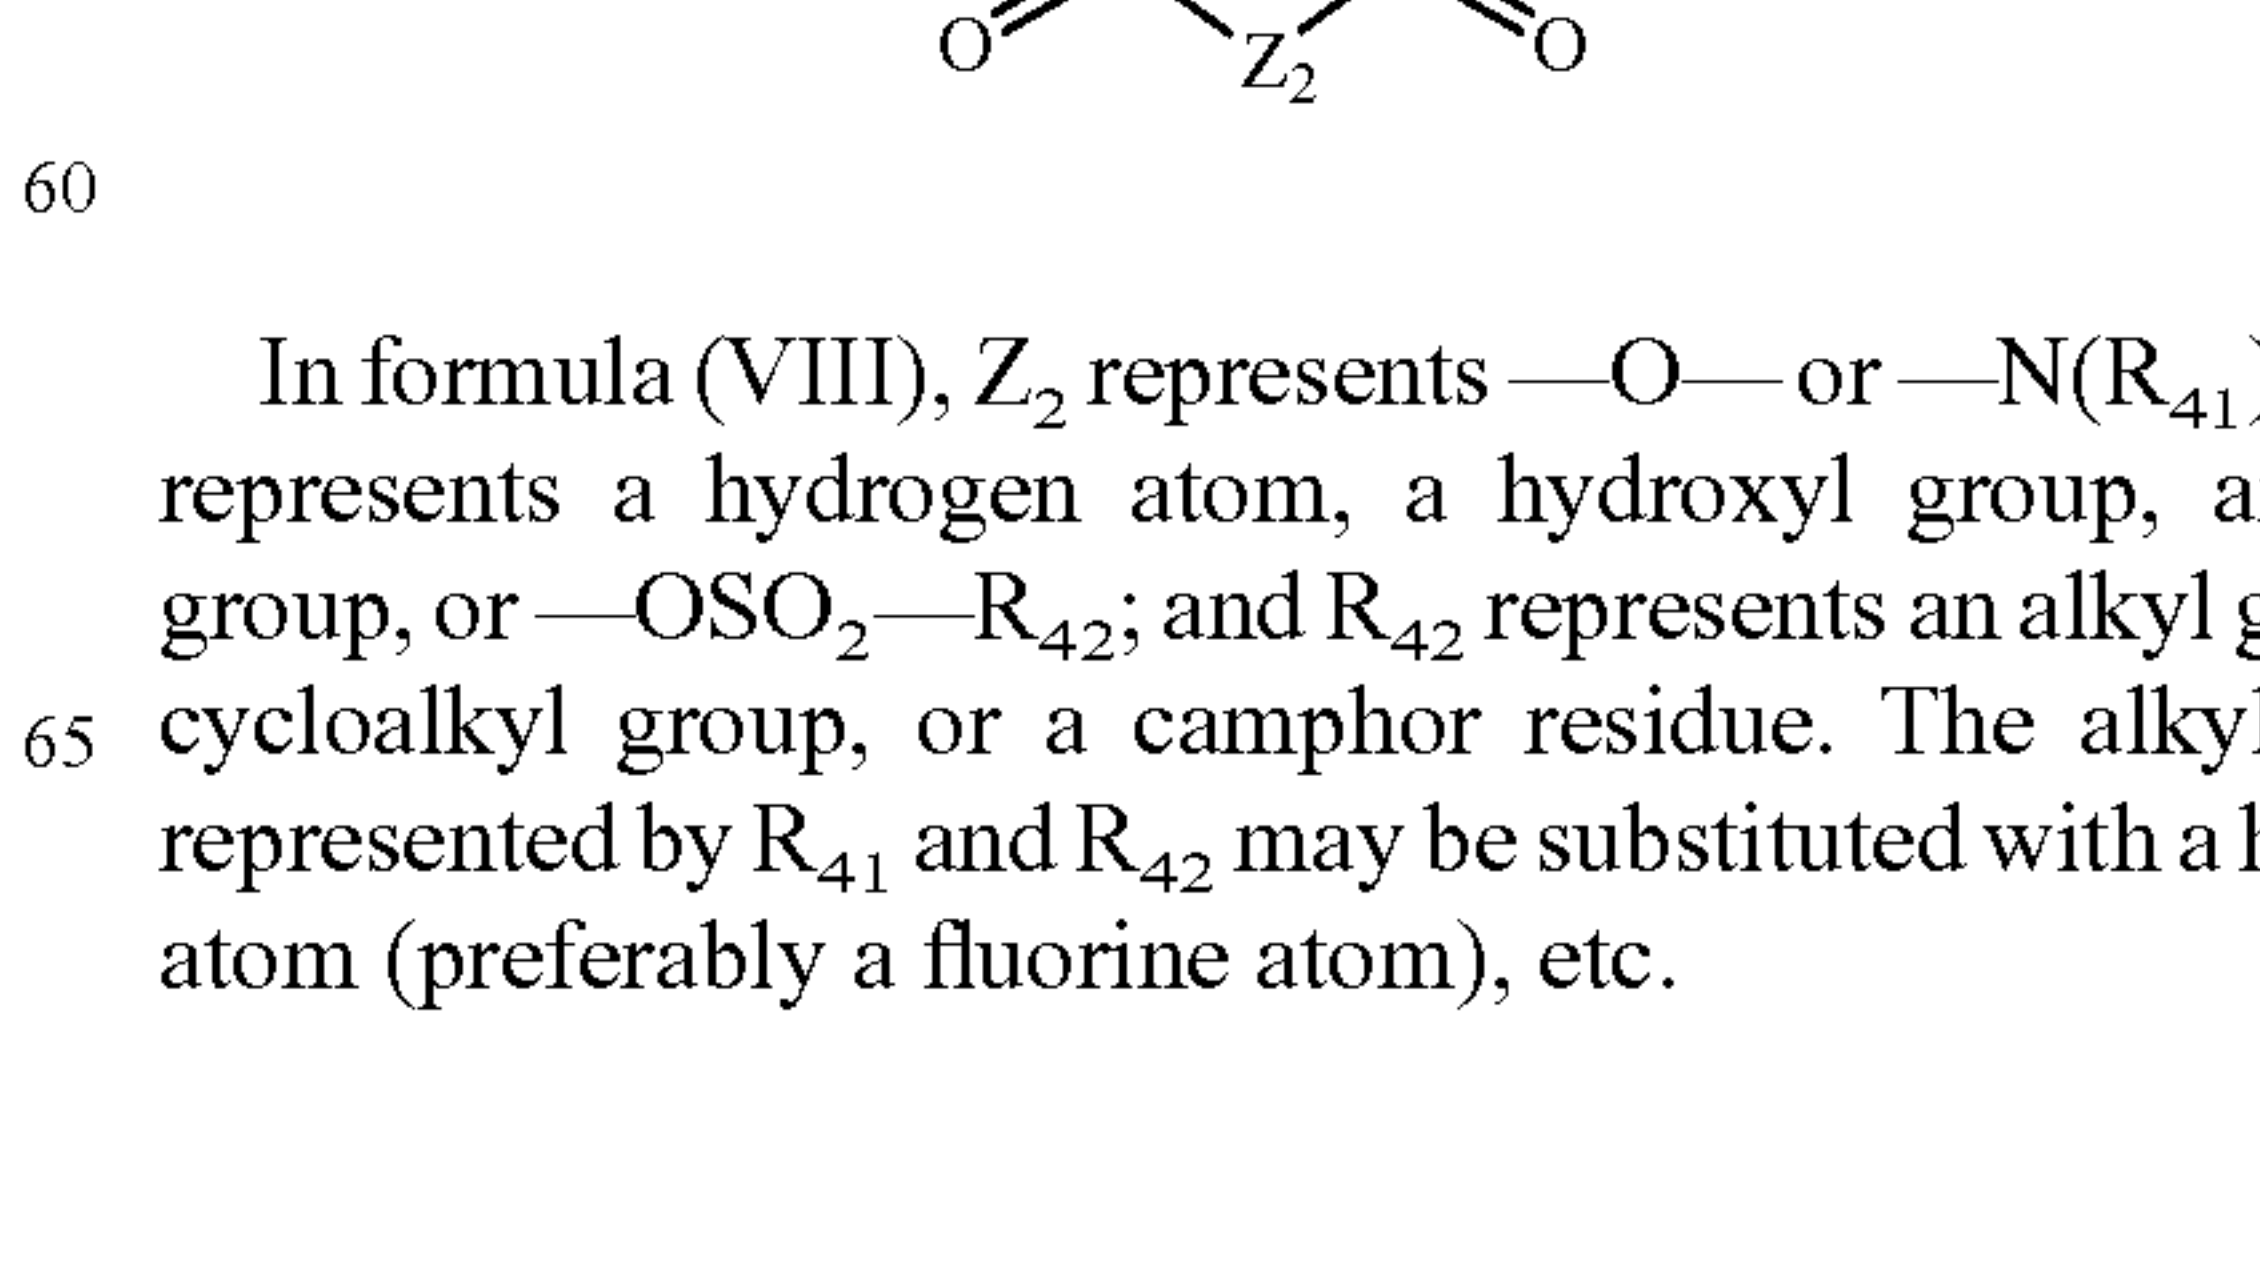 O Z₂ O
60
In formula (VIII), Z₂ represents —O— or —N(R₄₁)
represents a hydrogen atom, a hydroxyl group,
group, or —OSO₂—R₄₂; and R₄₂ represents an alkyl
65 cycloalkyl group, or a camphor residue. The alkyl
represented by R₄₁ and R₄₂ may be substituted with a
atom (preferably a fluorine atom), etc.